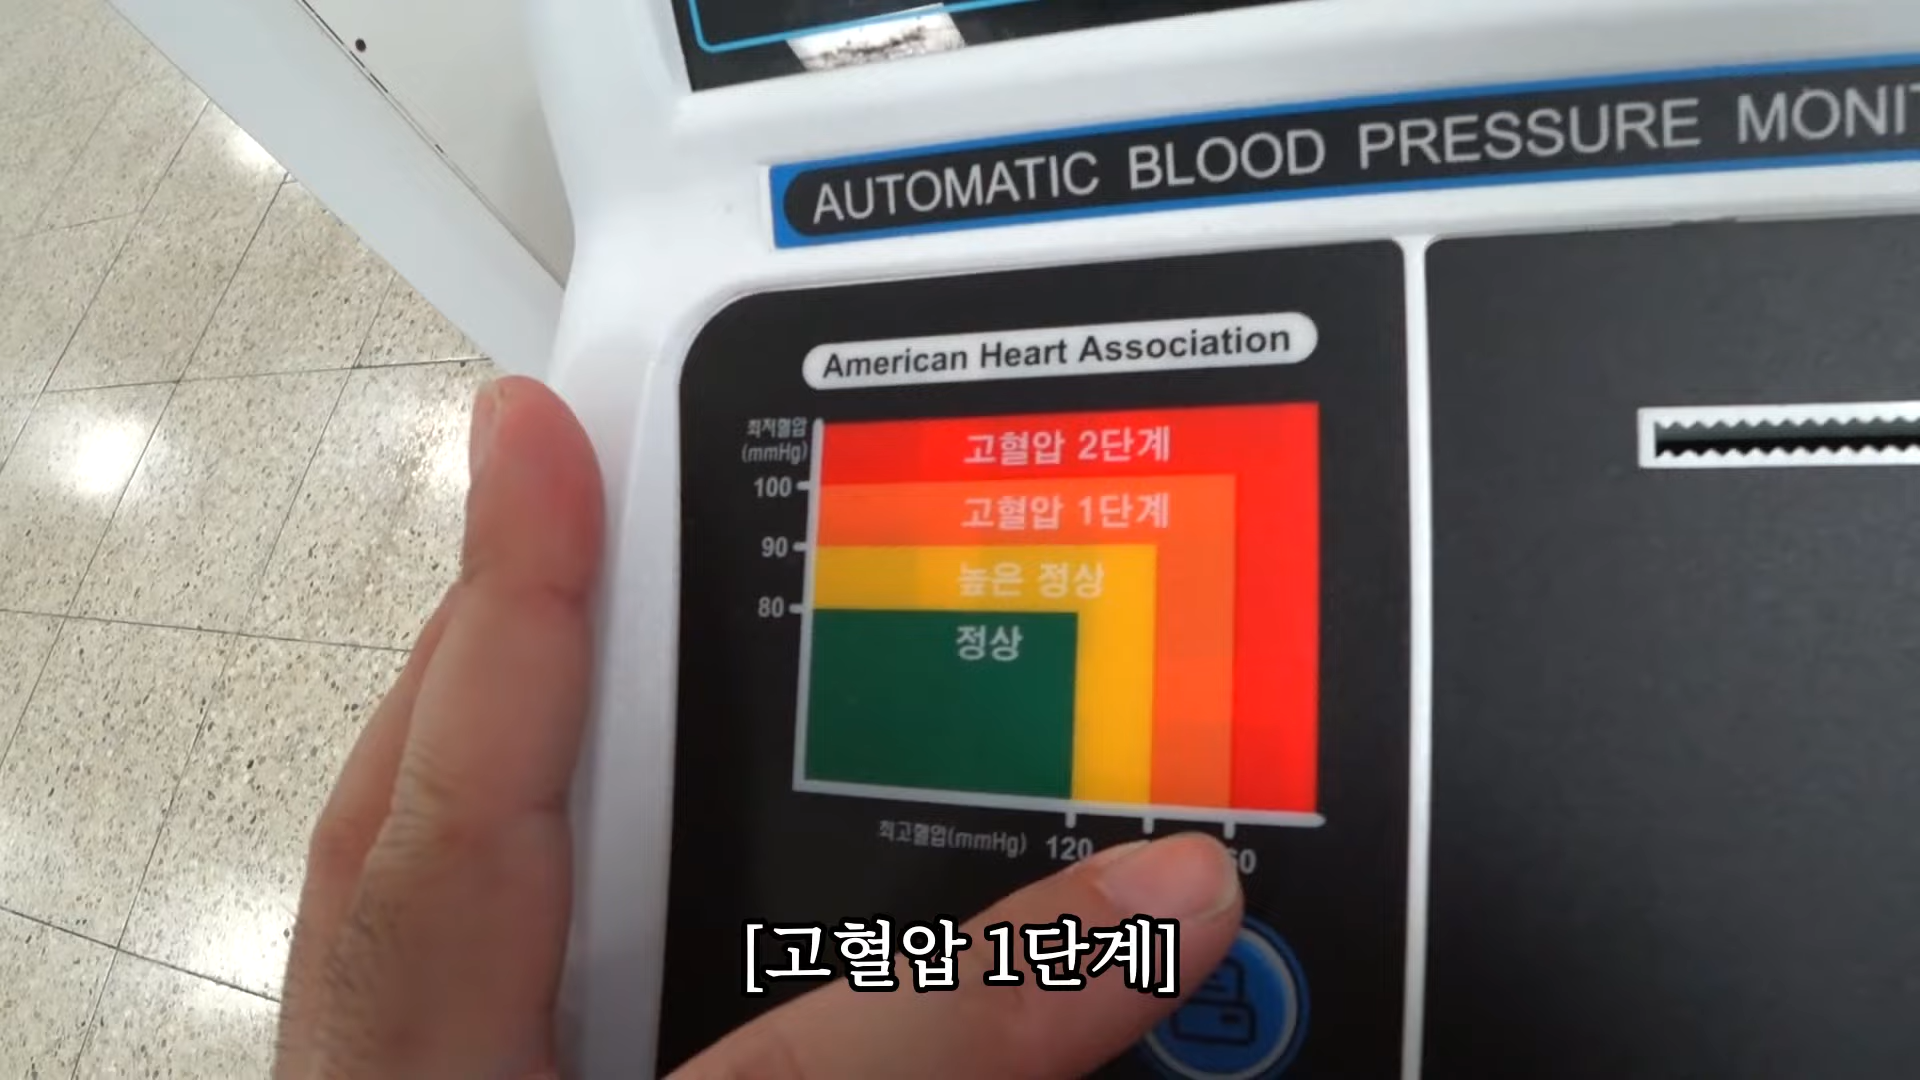 AUTOMATIC BLOOD PRESSURE
American Heart Association
최저혈압
(mmHg)
고혈압 2단계
100
고혈압 1단계
90
높은 정상
80
정상
최고혈압(mmHg) 120
[고혈압 1단계]